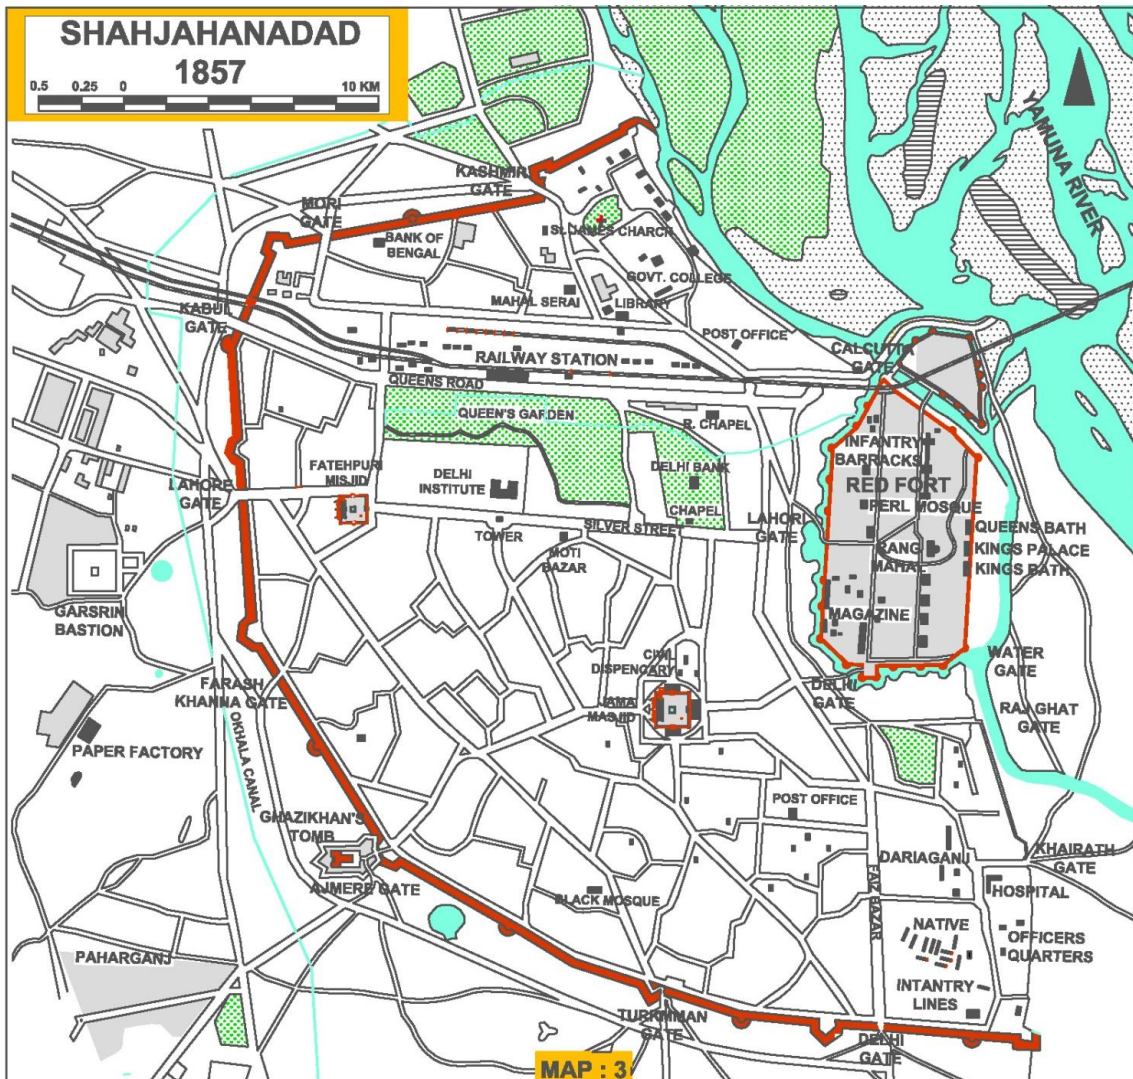 SHAHJAHANADAD
1857
0.5 0.25 0 10 KM
YAMUNA RIVER
KASHMIRI
GATE
MORI
GATE
BANK OF
BENGAL
ST.JAMES CHARCH
GOVT. COLLEGE
MAHAL SERAI
LIBRARY
KABUL
GATE
POST OFFICE
CALCUTTA
GATE
RAILWAY STATION
QUEENS ROAD
QUEEN'S GARDEN
R. CHAPEL
INFANTRY
BARRACKS
FATEHPURI
MISJID
DELHI
INSTITUTE
DELHI BANK
RED FORT
LAHORE
GATE
CHAPEL
PERL MOSQUE
LAHORI
GATE
SILVER STREET
QUEENS BATH
TOWER
MOTI
BAZAR
RANG
MAHAL
KINGS PALACE
KINGS BATH
GARSRIN
BASTION
MAGAZINE
CIVIL
DISPENCARY
WATER
GATE
FARASH
KHANNA GATE
JAMA
MASJID
DELHI
GATE
RAJ GHAT
GATE
OKHALA CANAL
PAPER FACTORY
POST OFFICE
GHAZIKHAN'S
TOMB
DARIAGANJ
KHAIRATH
GATE
AJMERE GATE
BLACK MOSQUE
FAIZ BAZAR
HOSPITAL
NATIVE
OFFICERS
QUARTERS
PAHARGANJ
INTANTRY
LINES
TURKMMAN
GATE
DELHI
GATE
MAP : 3